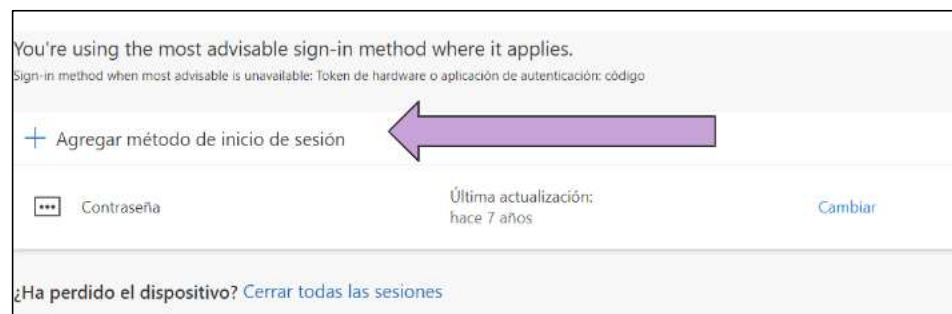 You're using the most advisable sign-in method where it applies.
Sign-in method when most advisable is unavailable: Token de hardware o aplicación de autenticación: código
+ Agregar método de inicio de sesión
Contraseña
Última actualización:
hace 7 años
Cambiar
¿Ha perdido el dispositivo? Cerrar todas las sesiones